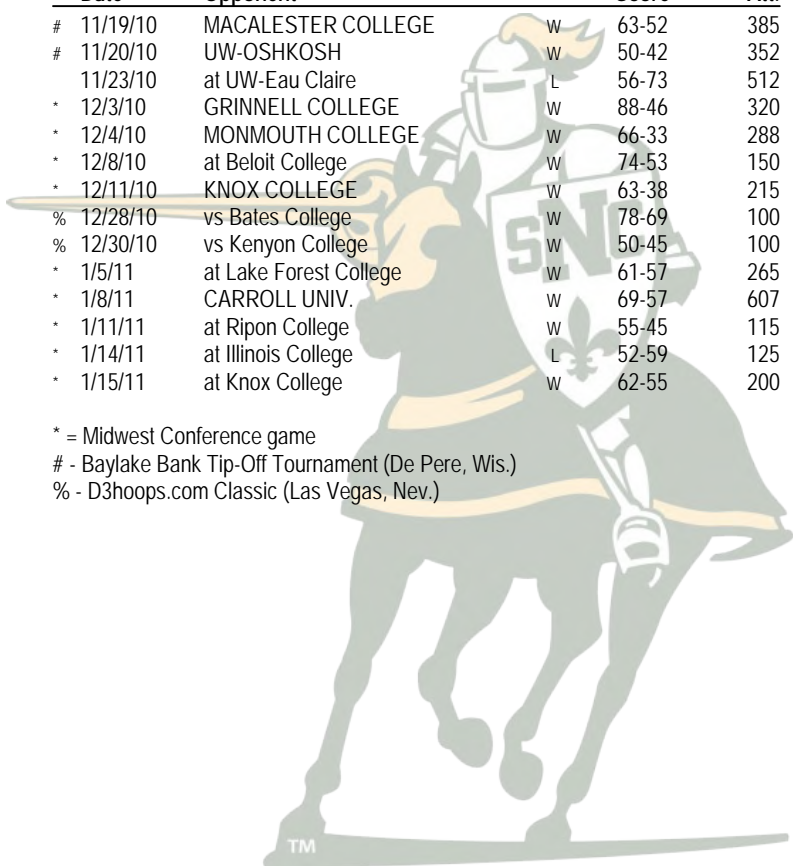 # 11/19/10 MACALESTER COLLEGE W 63-52 385
# 11/20/10 UW-OSHKOSH W 50-42 352
11/23/10 at UW-Eau Claire L 56-73 512
* 12/3/10 GRINNELL COLLEGE W 88-46 320
* 12/4/10 MONMOUTH COLLEGE W 66-33 288
* 12/8/10 at Beloit College W 74-53 150
* 12/11/10 KNOX COLLEGE W 63-38 215
% 12/28/10 vs Bates College W 78-69 100
% 12/30/10 vs Kenyon College W 50-45 100
* 1/5/11 at Lake Forest College W 61-57 265
* 1/8/11 CARROLL UNIV. W 69-57 607
* 1/11/11 at Ripon College W 55-45 115
* 1/14/11 at Illinois College L 52-59 125
* 1/15/11 at Knox College W 62-55 200
* = Midwest Conference game
# - Baylake Bank Tip-Off Tournament (De Pere, Wis.)
% - D3hoops.com Classic (Las Vegas, Nev.)
SNC
TM